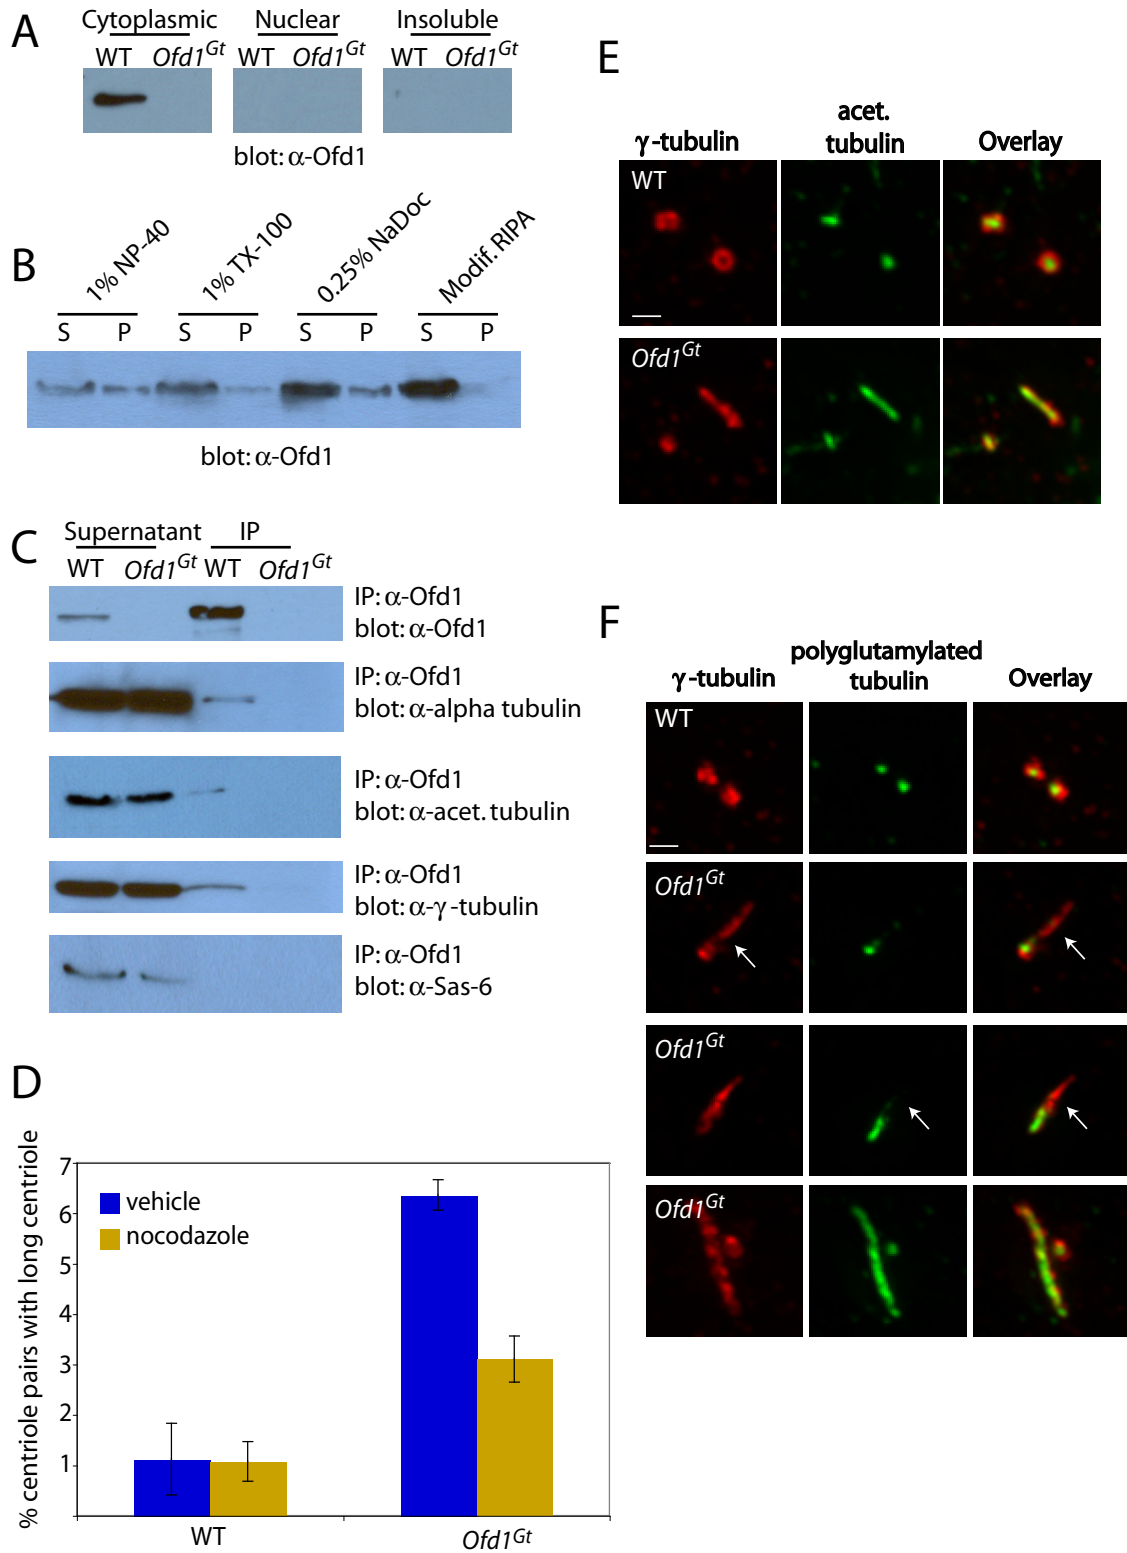 A
Cytoplasmic Nuclear Insoluble
WT Ofd1Gt WT Ofd1Gt WT Ofd1Gt
blot: α-Ofd1
B
1% NP-40 1% TX-100 0.25% NaDoc Modif. RIPA
S P S P S P S P
blot: α-Ofd1
C
Supernatant IP
WT Ofd1Gt WT Ofd1Gt
IP: α-Ofd1
blot: α-Ofd1
IP: α-Ofd1
blot: α-alpha tubulin
IP: α-Ofd1
blot: α-acet. tubulin
IP: α-Ofd1
blot: α-γ-tubulin
IP: α-Ofd1
blot: α-Sas-6
D
% centriole pairs with long centriole
7
6
5
4
3
2
1
vehicle
nocodazole
WT Ofd1Gt
E
γ-tubulin acet. tubulin Overlay
WT
Ofd1Gt
F
γ-tubulin polyglutamylated tubulin Overlay
WT
Ofd1Gt
Ofd1Gt
Ofd1Gt